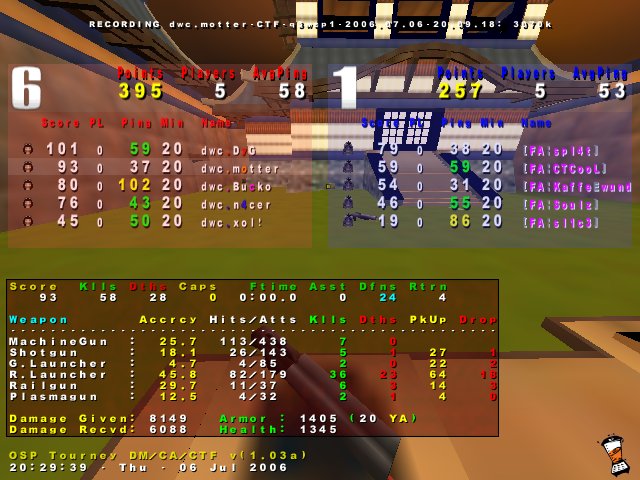 RECORDING dwc.motter-CTF-
6 Points Players AvgPing
395 5 58
1 Points Players AvgPing
257 5 53
Score PL Ping Min Name
101 0 59 20 dwc.DyG
93 0 37 20 dwc.motter
80 0 102 20 dwc.Bucko
76 0 43 20 dwc.n4cer
45 0 50 20 dwc.xol!
Score PL Ping Min Name
79 0 38 20 [FA:spl4t]
59 0 59 20 [FA:CTCooL]
54 0 31 20 [FA:Kaffeewund
46 0 55 20 [FA:Soulz]
19 0 86 20 [FA:sl1c3]
Score Klls Dths Caps Ftime Asst Dfns Rtrn
93 58 28 0 0:00.0 0 24 4
Weapon Accrcy Hits/Atts Klls Dths PkUp Drop
MachineGun : 25.7 113/438 7 0
Shotgun : 18.1 26/143 5 1 27 1
G.Launcher : 4.7 4/85 2 0 22 2
R.Launcher : 45.8 82/179 36 23 64 18
Railgun : 29.7 11/37 6 3 14 3
Plasmagun : 12.5 4/32 2 1 4 0
Damage Given: 8149 Armor : 1405 (20 YA)
Damage Recvd: 6088 Health: 1345
OSP Tourney DM/CA/CTF v(1.03a)
20:29:39 - Thu - 06 Jul 2006